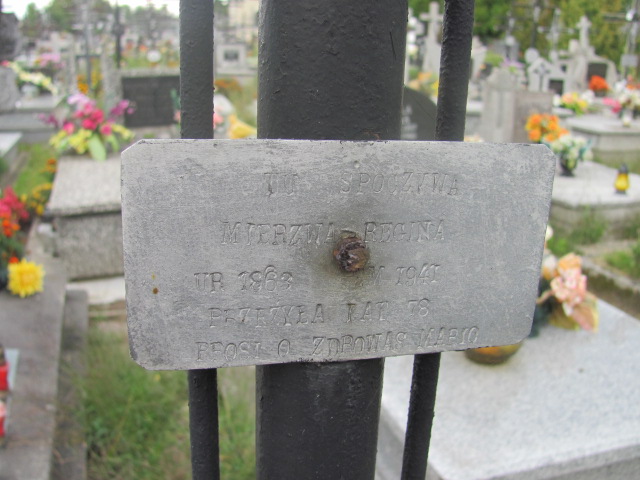 TU SPOCZYWA
MIERZWA REGINA
UR 1863 ZM 1941
PRZEŻYŁA LAT 78
PROSI O ZDROWAŚ MARIO